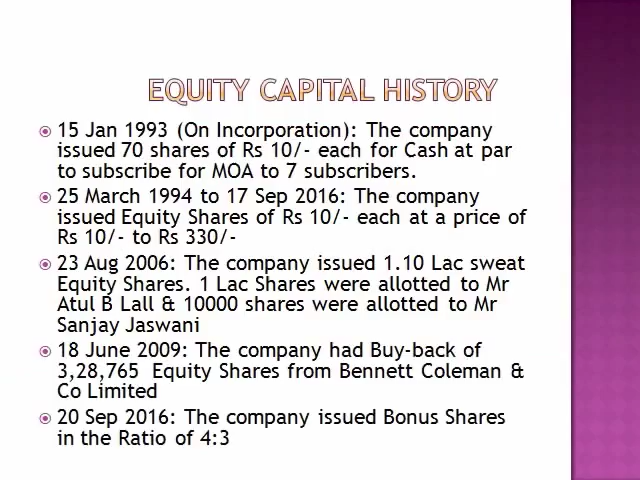 EQUITY CAPITAL HISTORY
15 Jan 1993 (On Incorporation): The company
issued 70 shares of Rs 10/- each for Cash at par
to subscribe for MOA to 7 subscribers.
25 March 1994 to 17 Sep 2016: The company
issued Equity Shares of Rs 10/- each at a price of
Rs 10/- to Rs 330/-
23 Aug 2006: The company issued 1.10 Lac sweat
Equity Shares. 1 Lac Shares were allotted to Mr
Atul B Lall & 10000 shares were allotted to Mr
Sanjay Jaswani
18 June 2009: The company had Buy-back of
3,28,765 Equity Shares from Bennett Coleman &
Co Limited
20 Sep 2016: The company issued Bonus Shares
in the Ratio of 4:3